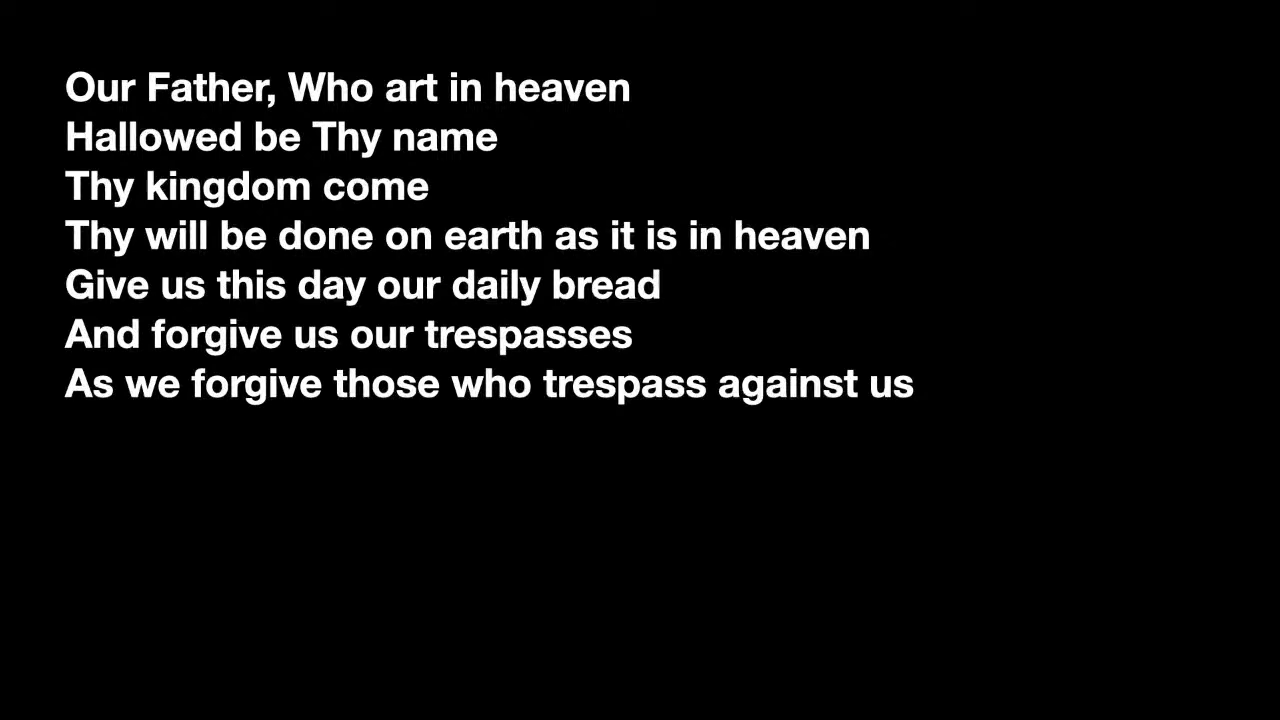 Our Father, Who art in heaven
Hallowed be Thy name
Thy kingdom come
Thy will be done on earth as it is in heaven
Give us this day our daily bread
And forgive us our trespasses
As we forgive those who trespass against us